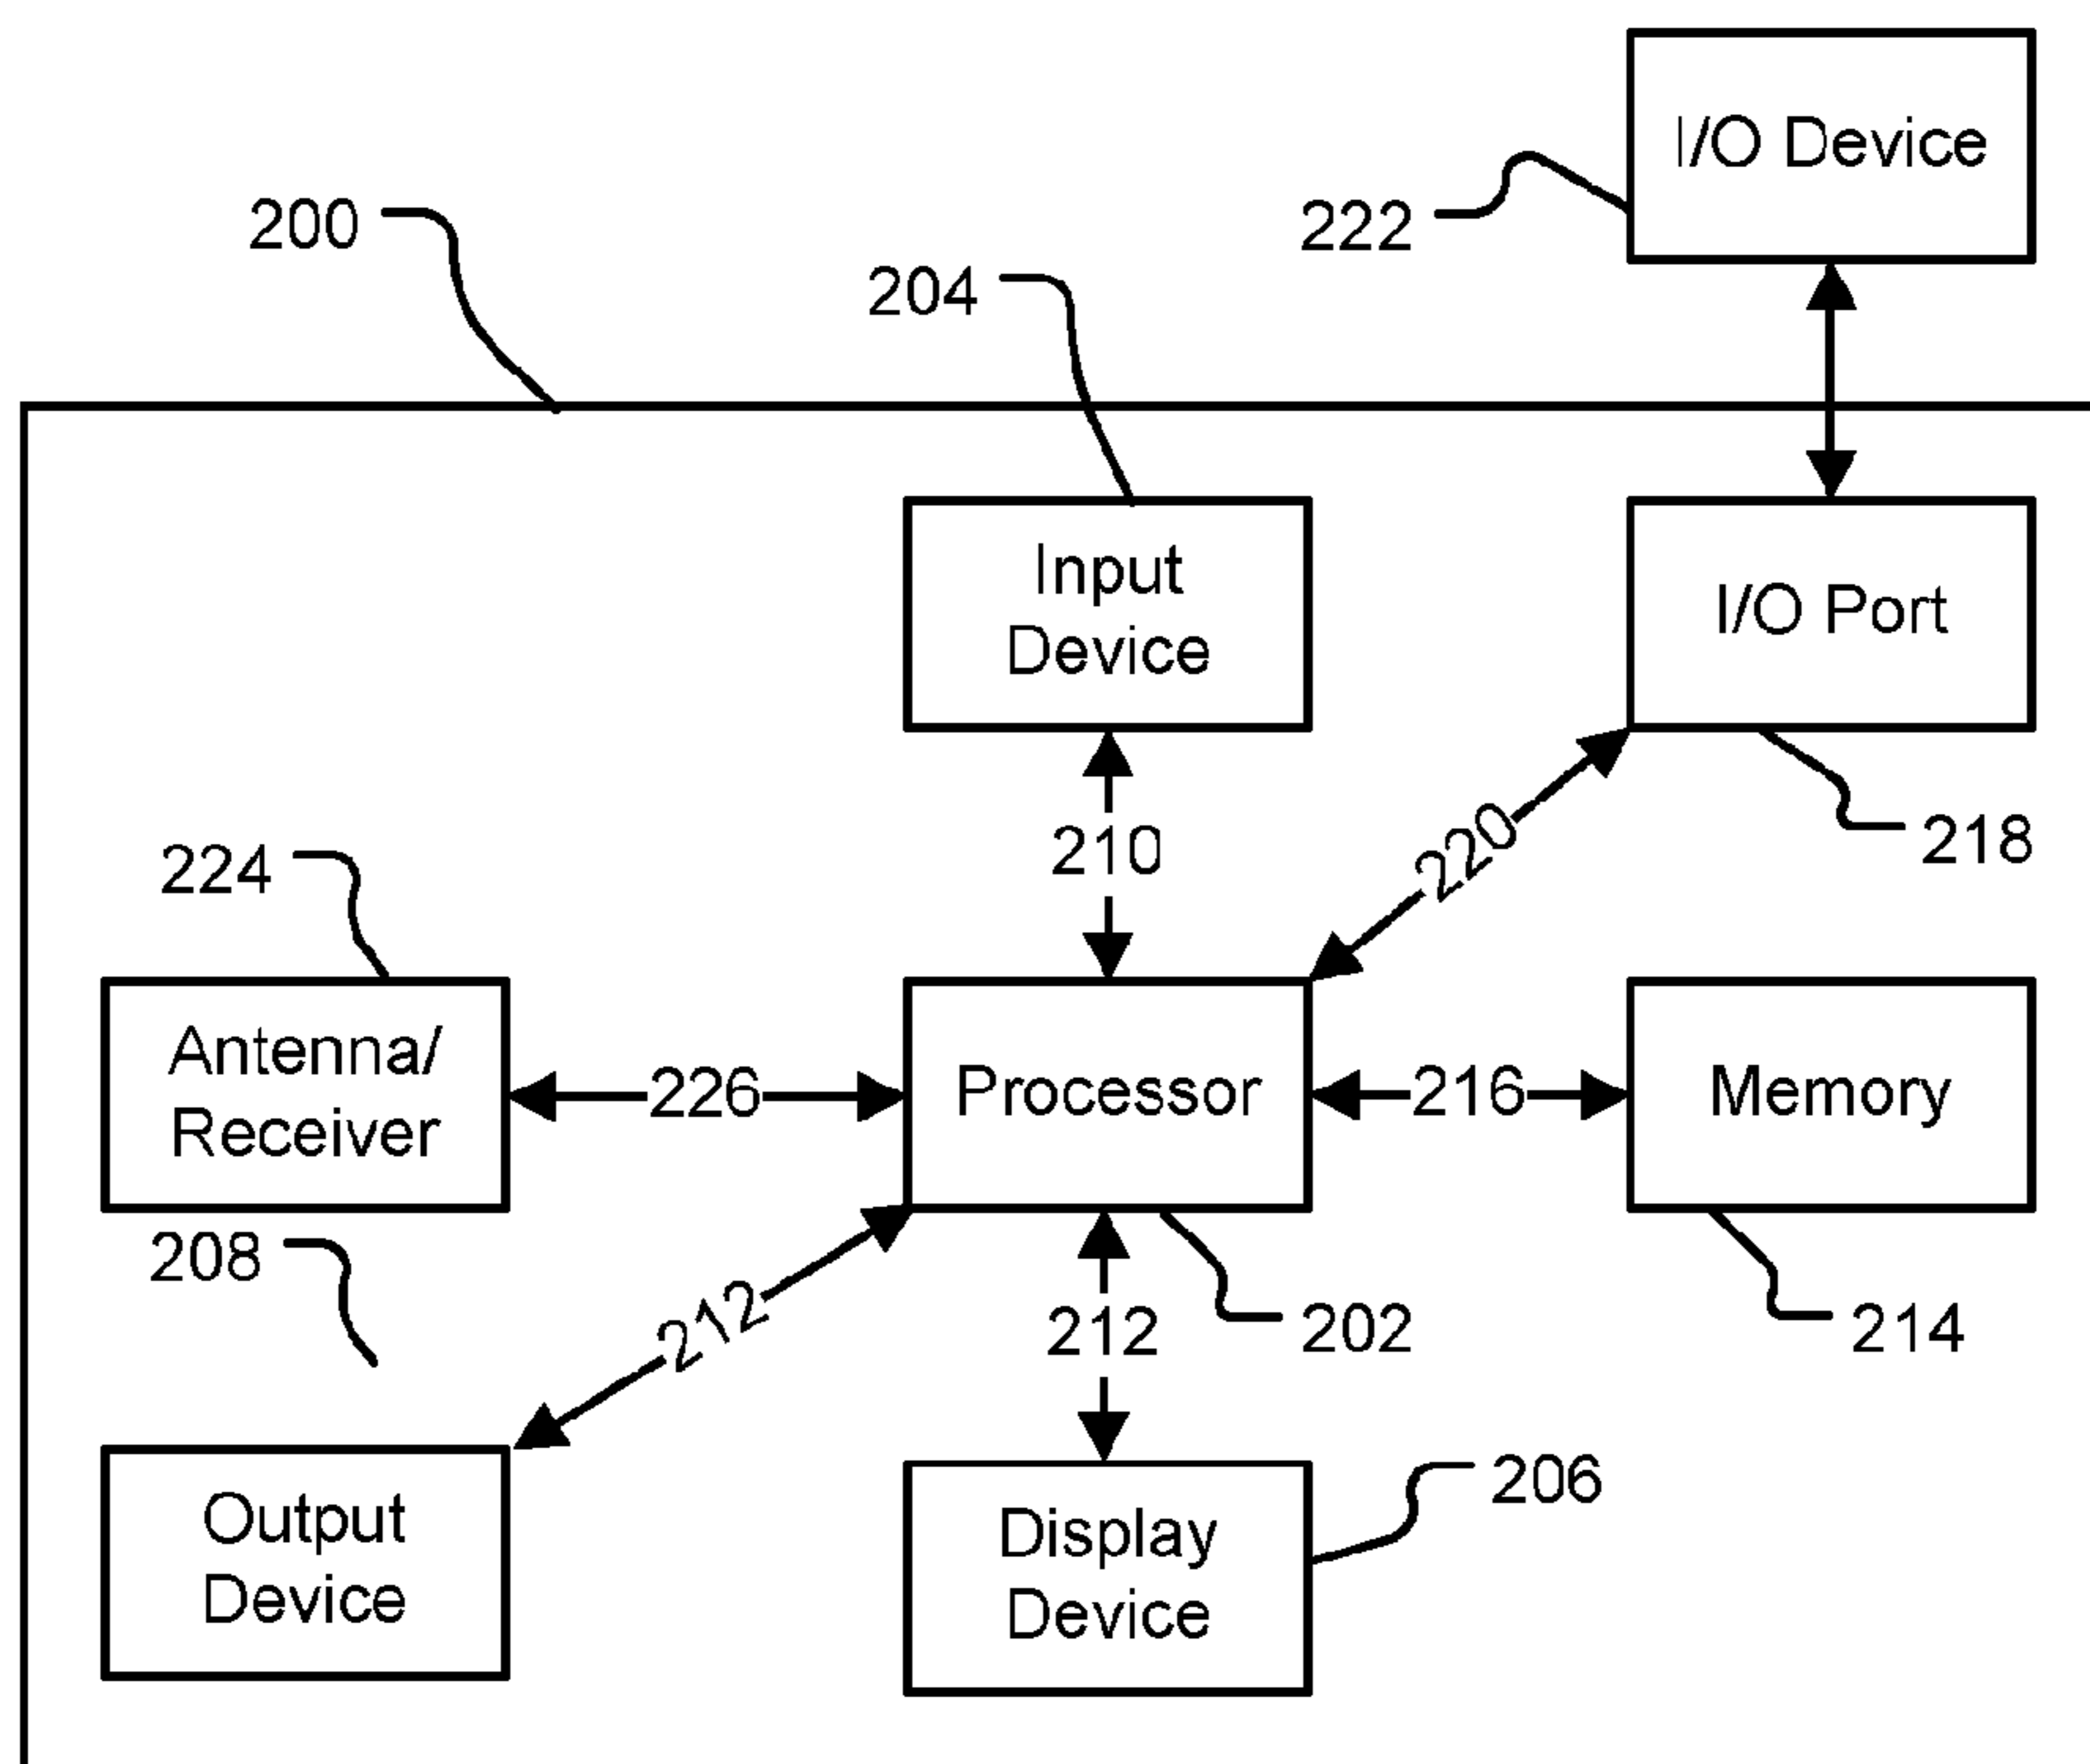 I/O Device
222
200
204
Input
Device
I/O Port
210
220
218
224
Antenna/
Receiver
226
Processor
216
Memory
208
212
212
202
214
206
Output
Device
Display
Device